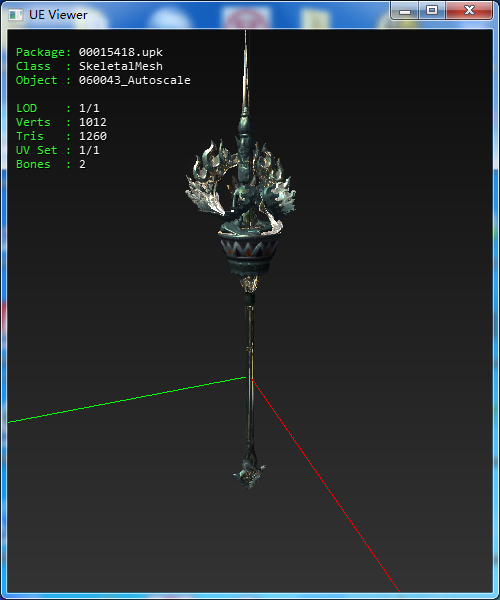 UE Viewer
Package: 00015418.upk
Class  : SkeletalMesh
Object : 060043_Autoscale
LOD    : 1/1
Verts  : 1012
Tris   : 1260
UV Set : 1/1
Bones  : 2